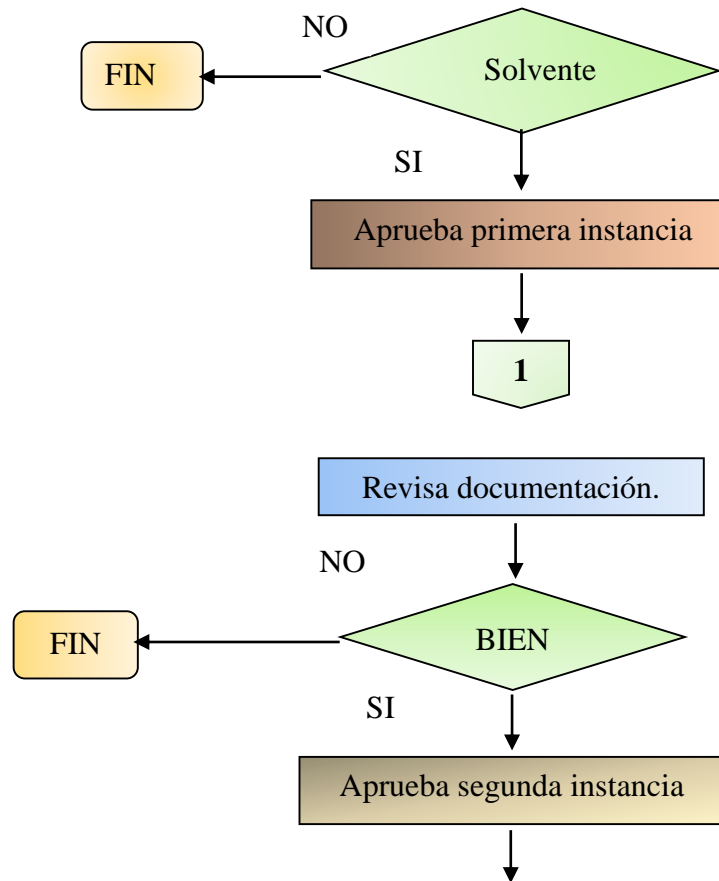 NO
FIN
Solvente
SI
Aprueba primera instancia
1
Revisa documentación.
NO
FIN
BIEN
SI
Aprueba segunda instancia